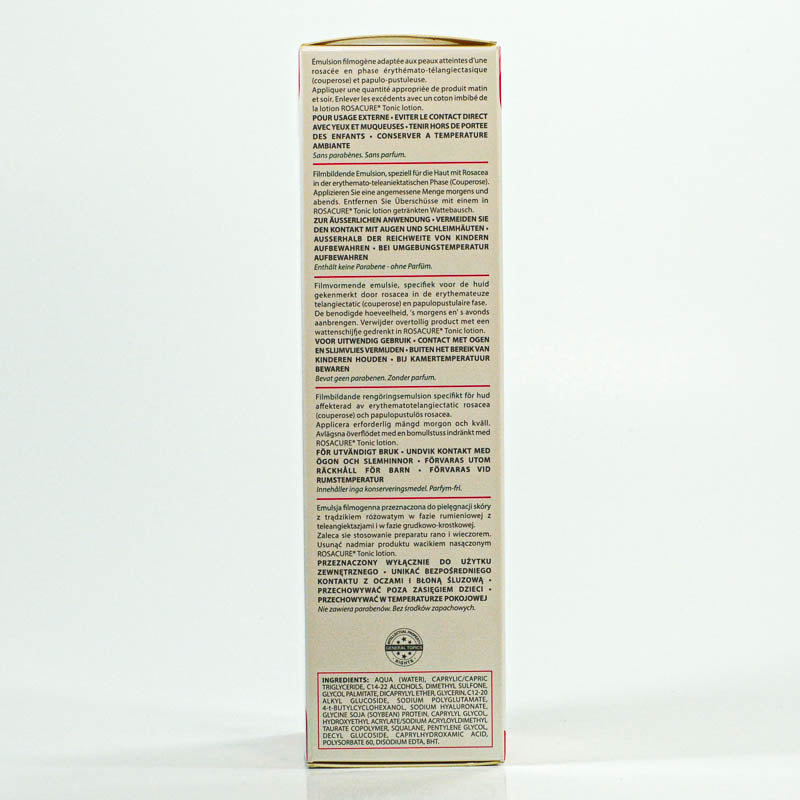 Emulsion filmogène adaptée aux peaux atteintes d'une
rosacée en phase érythémato-télangiectasique
(couperose) et papulo-pustuleuse.
Appliquer une quantité appropriée de produit matin
et soir. Enlever les excédents avec un coton imbibé de
la lotion ROSACURE® Tonic lotion.
POUR USAGE EXTERNE • EVITER LE CONTACT DIRECT
AVEC YEUX ET MUQUEUSES • TENIR HORS DE PORTEE
DES ENFANTS • CONSERVER A TEMPERATURE
AMBIANTE
Sans parabènes. Sans parfum.
Filmbildende Emulsion, speziell für die Haut mit Rosacea
in der erythemato-teleaniektatischen Phase (Couperose).
Applizieren Sie eine angemessene Menge morgens und
abends. Entfernen Sie Überschüsse mit einem in
ROSACURE® Tonic lotion getränkten Wattebausch.
ZUR ÄUSSERLICHEN ANWENDUNG • VERMEIDEN SIE
DEN KONTAKT MIT AUGEN UND SCHLEIMHÄUTEN •
AUSSERHALB DER REICHWEITE VON KINDERN
AUFBEWAHREN • BEI UMGEBUNGSTEMPERATUR
AUFBEWAHREN
Enthält keine Parabene - ohne Parfüm.
Filmvormende emulsie, specifiek voor de huid
gekenmerkt door rosacea in de erythemateuze
telangiectatic (couperose) en papulopustulaire fase.
De benodigde hoeveelheid, 's morgens en' s avonds
aanbrengen. Verwijder overtollig product met een
wattenschijfje gedrenkt in ROSACURE® Tonic lotion.
VOOR UITWENDIG GEBRUIK • CONTACT MET OGEN
EN SLIJMVLIES VERMIJDEN • BUITEN HET BEREIK VAN
KINDEREN HOUDEN • BIJ KAMERTEMPERATUUR
BEWAREN
Bevat geen parabenen. Zonder parfum.
Filmbildande rengöringsemulsion specifikt för hud
affekterad av erythematotelangiectatic rosacea
(couperose) och papulopustulös rosacea.
Applicera erforderlig mängd morgon och kväll.
Avlägsna överflödet med en bomullstuss indränkt med
ROSACURE® Tonic lotion.
FÖR UTVÄNDIGT BRUK • UNDVIK KONTAKT MED
ÖGON OCH SLEMHINNOR • FÖRVARAS UTOM
RÄCKHÅLL FÖR BARN • FÖRVARAS VID
RUMSTEMPERATUR
Innehåller inga konserveringsmedel. Parfym-fri.
Emulsja filmogenna przeznaczona do pielęgnacji skóry
z trądzikiem różowatym w fazie rumieniowej z
teleangiektazjami i w fazie grudkowo-krostkowej.
Zaleca sie stosowanie preparatu rano i wieczorem.
Usunąć nadmiar produktu wacikiem nasączonym
ROSACURE® Tonic lotion.
PRZEZNACZONY WYŁĄCZNIE DO UŻYTKU
ZEWNĘTRZNEGO • UNIKAĆ BEZPOŚREDNIEGO
KONTAKTU Z OCZAMI I BŁONĄ ŚLUZOWĄ •
PRZECHOWYWAĆ POZA ZASIĘGIEM DZIECI •
PRZECHOWYWAĆ W TEMPERATURZE POKOJOWEJ
Nie zawiera parabenów. Bez środków zapachowych.
INTELLECTUAL PROPERTY
GENERAL TOPICS
RIGHTS
INGREDIENTS: AQUA (WATER), CAPRYLIC/CAPRIC
TRIGLYCERIDE, C14-22 ALCOHOLS, DIMETHYL SULFONE,
GLYCOL PALMITATE, DICAPRYLYL ETHER, GLYCERIN, C12-20
ALKYL GLUCOSIDE, SODIUM POLYGLUTAMATE,
4-t-BUTYLCYCLOHEXANOL, SODIUM HYALURONATE,
GLYCINE SOJA (SOYBEAN) PROTEIN, CAPRYLYL GLYCOL,
HYDROXYETHYL ACRYLATE/SODIUM ACRYLOYLDIMETHYL
TAURATE COPOLYMER, SQUALANE, PENTYLENE GLYCOL,
DECYL GLUCOSIDE, CAPRYLHYDROXAMIC ACID,
POLYSORBATE 60, DISODIUM EDTA, BHT.